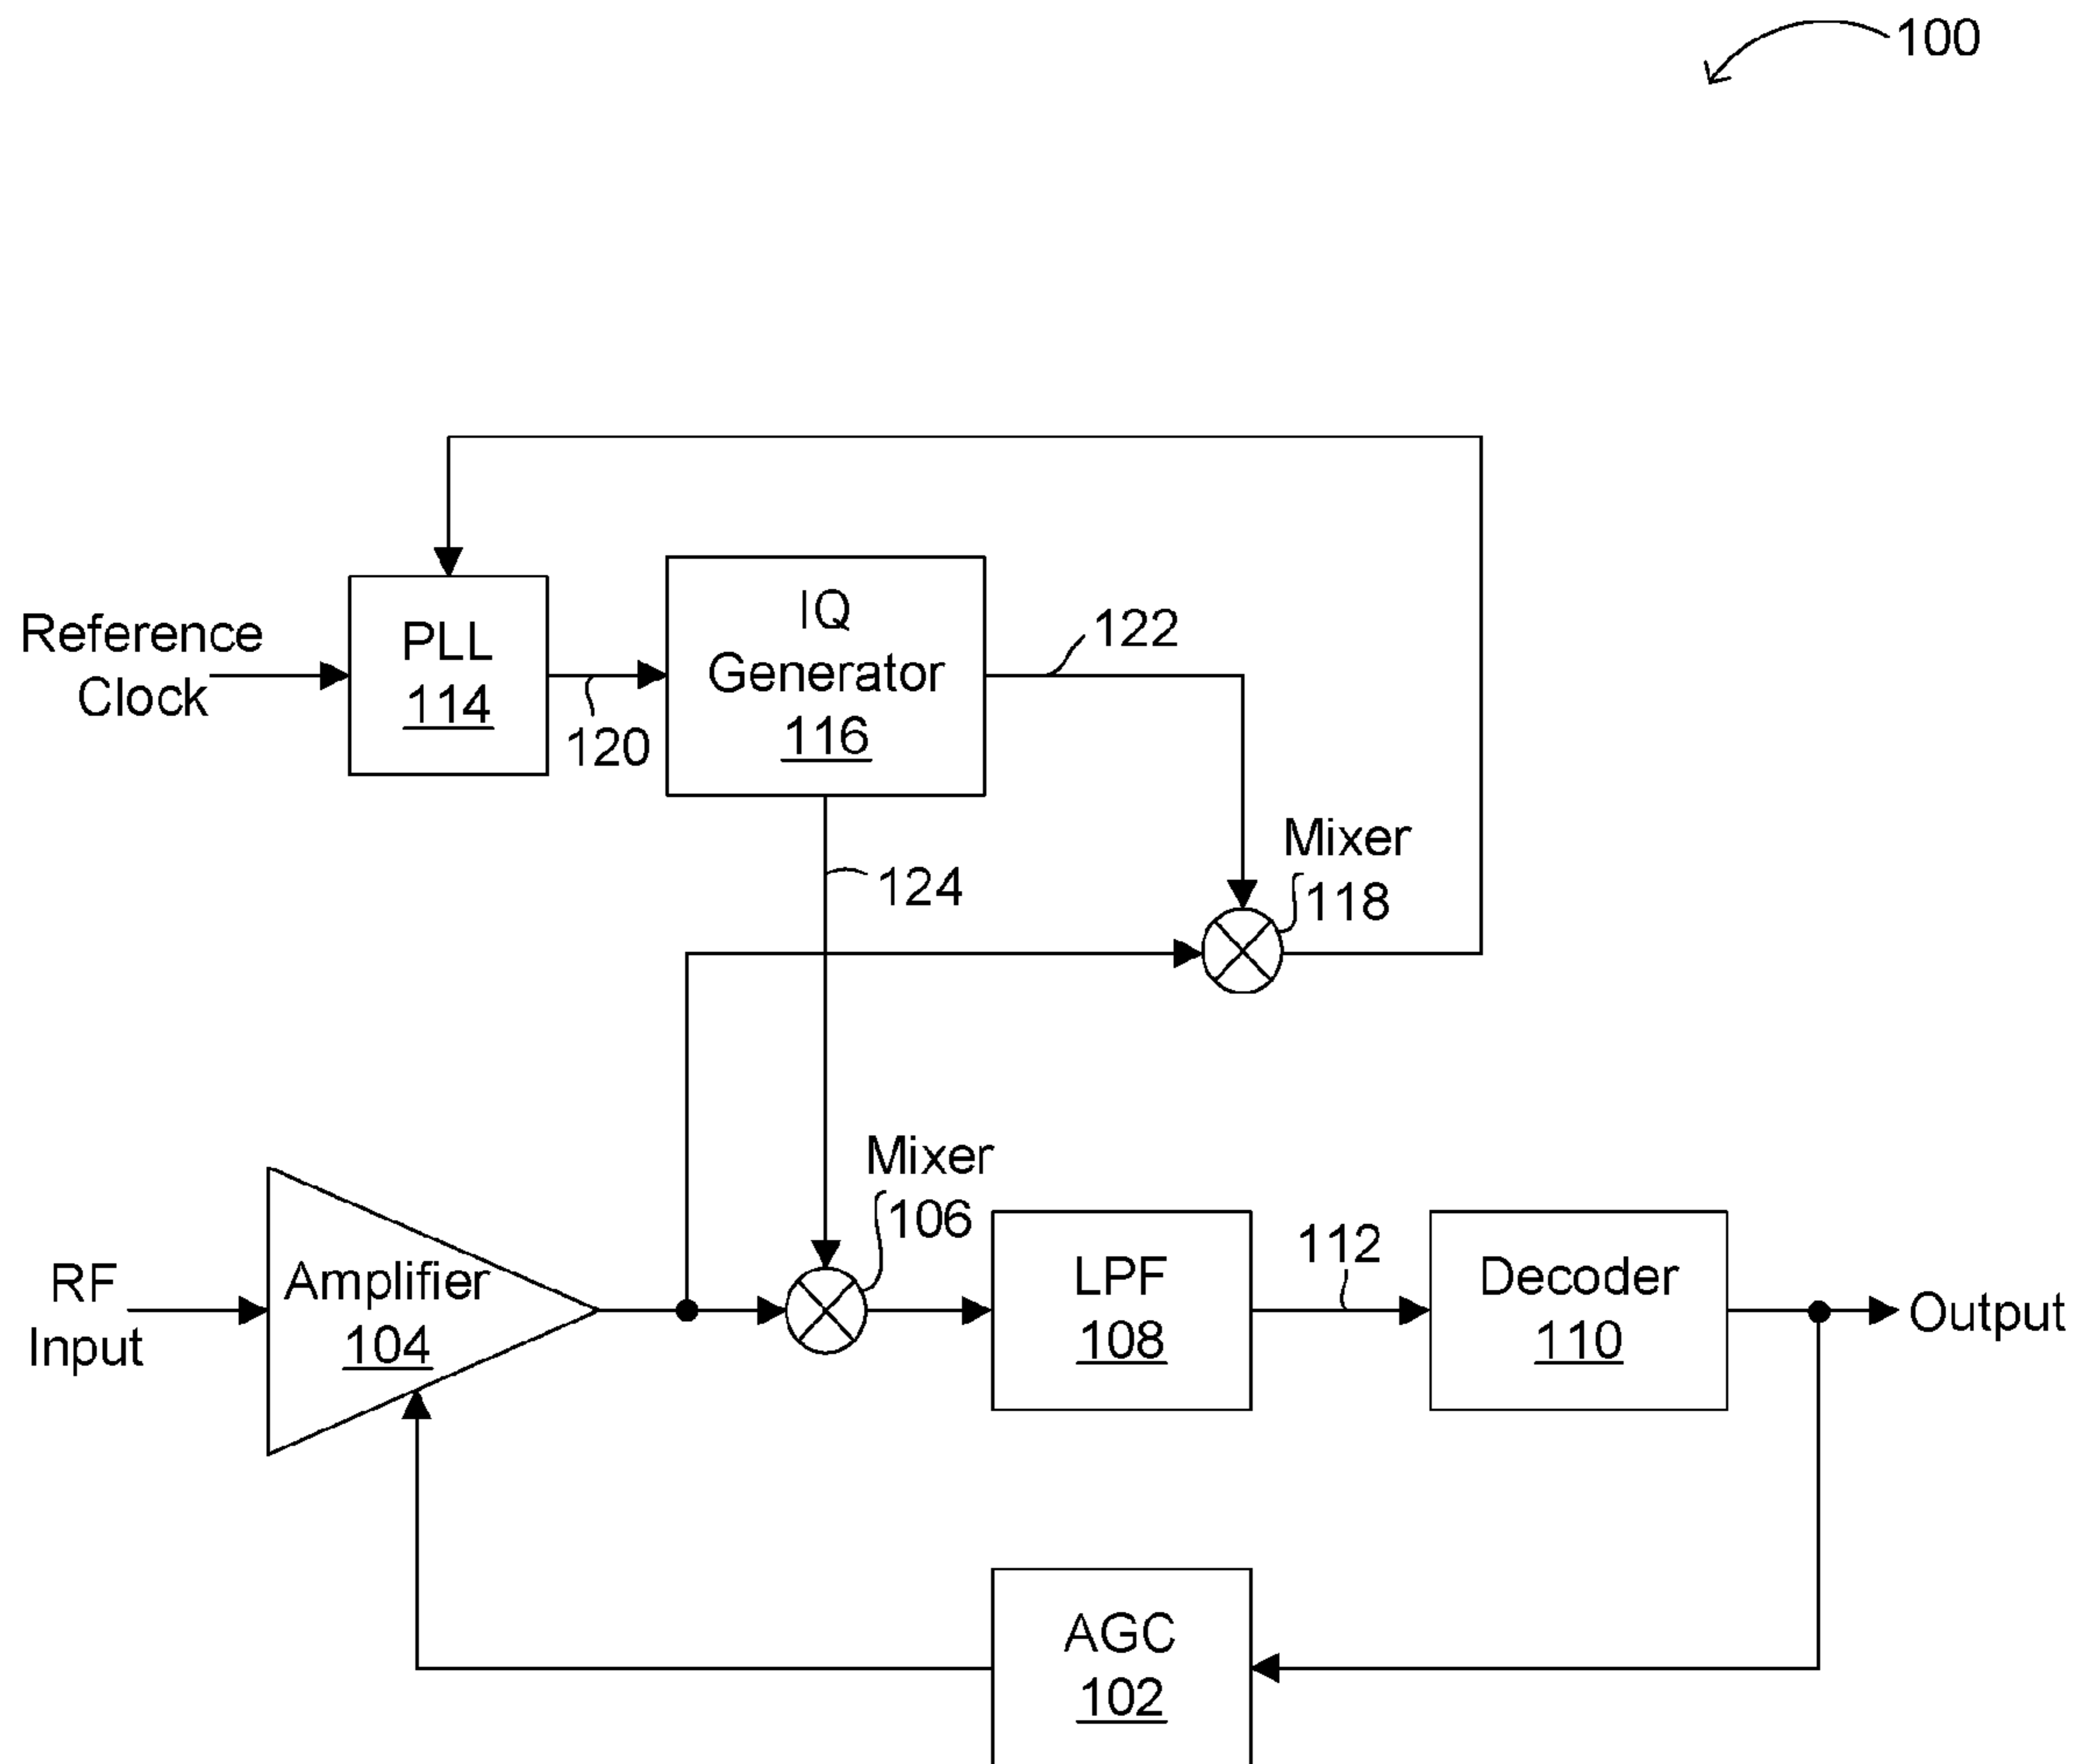 100
Reference
Clock
PLL
114
120
IQ
Generator
116
122
124
Mixer
118
RF
Input
Amplifier
104
Mixer
106
LPF
108
112
Decoder
110
Output
AGC
102